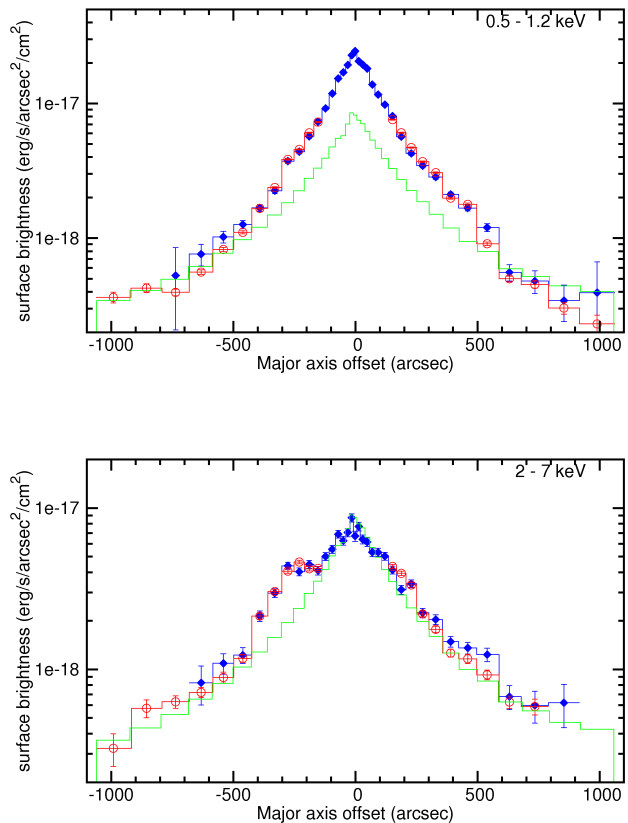 0.5 - 1.2 keV
surface brightness (erg/s/arcsec²/cm²)
1e-17
1e-18
-1000 -500 0 500 1000
Major axis offset (arcsec)
2 - 7 keV
surface brightness (erg/s/arcsec²/cm²)
1e-17
1e-18
-1000 -500 0 500 1000
Major axis offset (arcsec)